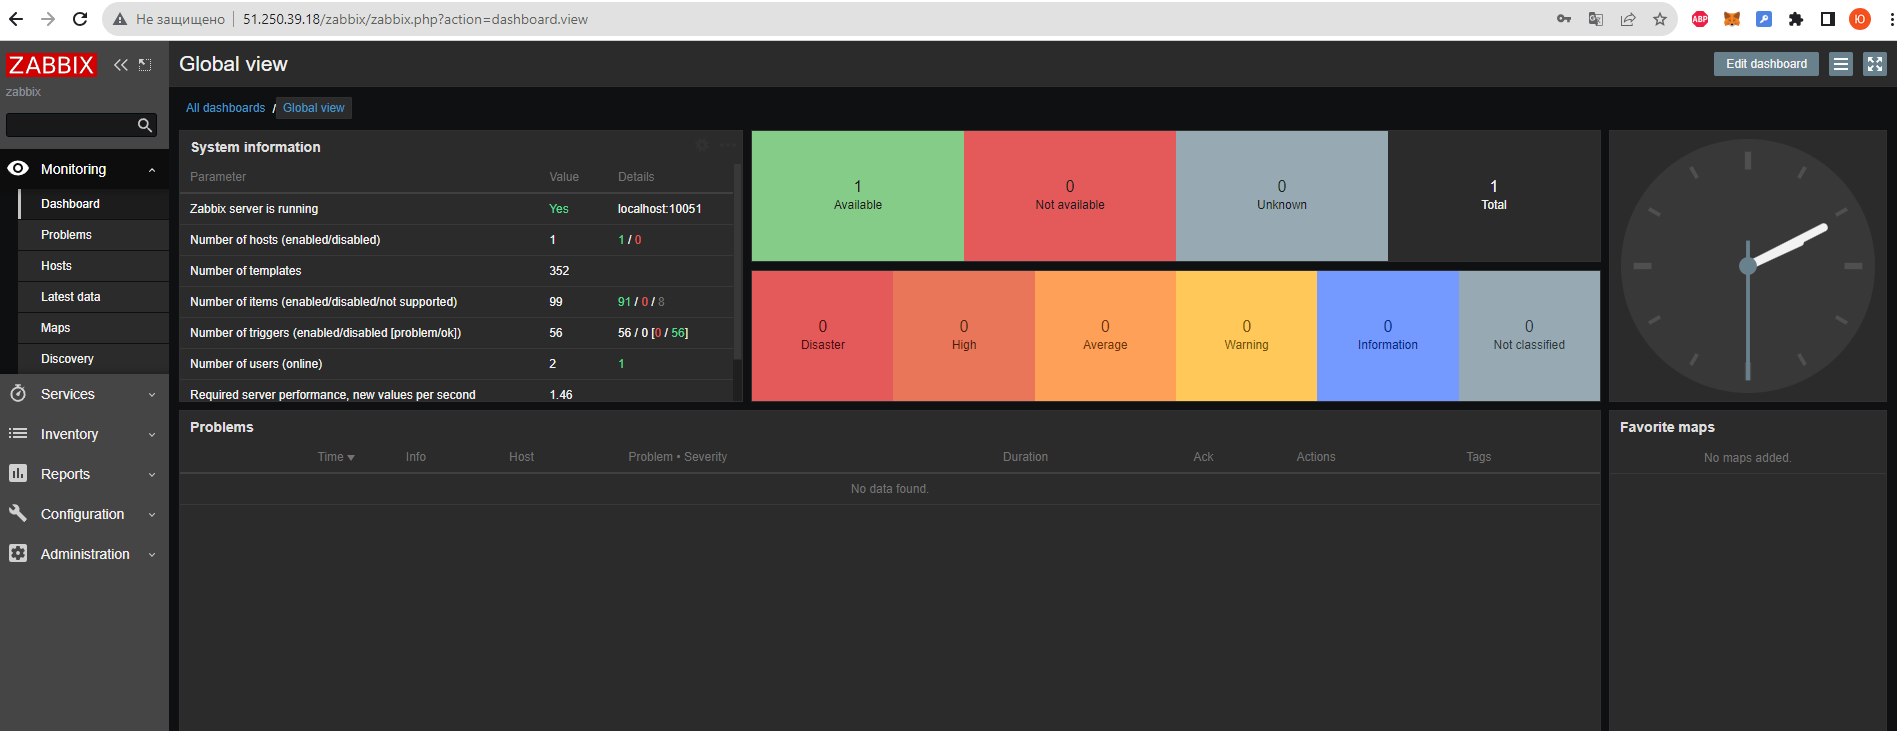 Не защищено 51.250.39.18/zabbix/zabbix.php?action=dashboard.view
ABP
Ю
ZABBIX
zabbix
Monitoring
Dashboard
Problems
Hosts
Latest data
Maps
Discovery
Services
Inventory
Reports
Configuration
Administration
Global view
Edit dashboard
All dashboards / Global view
System information
Parameter Value Details
Zabbix server is running Yes localhost:10051
Number of hosts (enabled/disabled) 1 1 / 0
Number of templates 352
Number of items (enabled/disabled/not supported) 99 91 / 0 / 8
Number of triggers (enabled/disabled [problem/ok]) 56 56 / 0 [0 / 56]
Number of users (online) 2 1
Required server performance, new values per second 1.46
1 0 0 1
Available Not available Unknown Total
0 0 0 0 0 0
Disaster High Average Warning Information Not classified
Problems
Time Info Host Problem • Severity Duration Ack Actions Tags
No data found.
Favorite maps
No maps added.